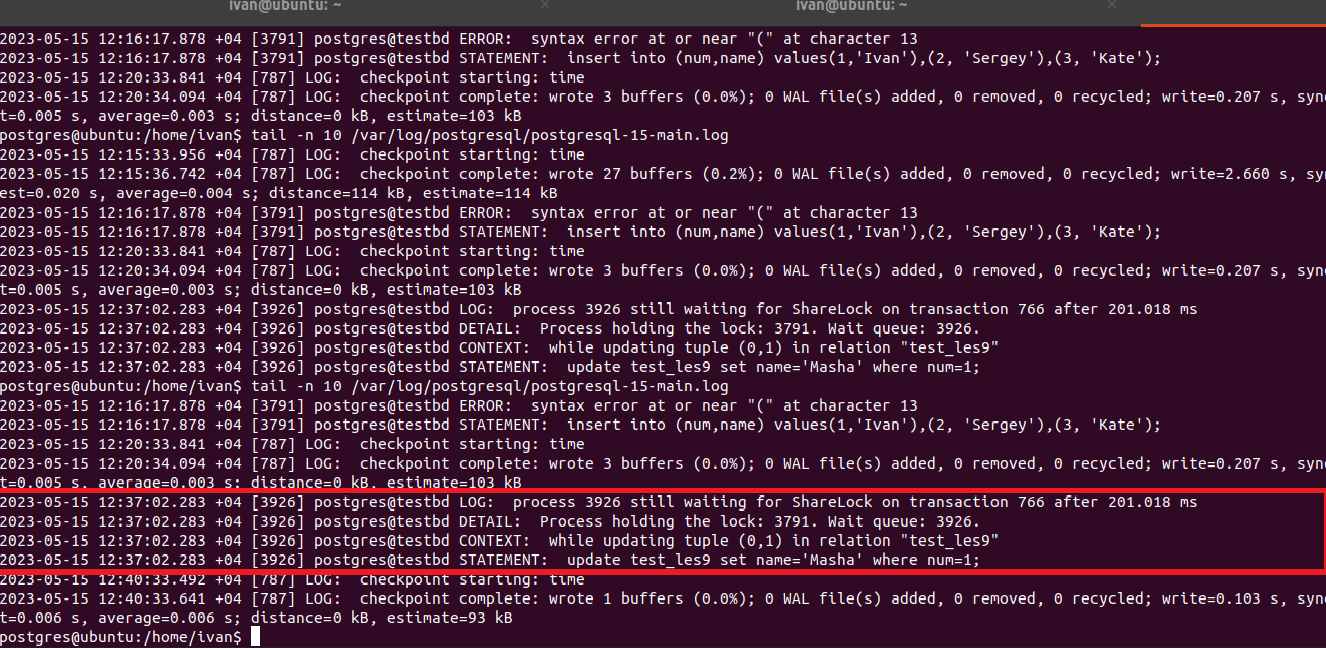 ivan@ubuntu: ~ × ivan@ubuntu: ~ ×
2023-05-15 12:16:17.878 +04 [3791] postgres@testbd ERROR:  syntax error at or near "(" at character 13
2023-05-15 12:16:17.878 +04 [3791] postgres@testbd STATEMENT:  insert into (num,name) values(1,'Ivan'),(2, 'Sergey'),(3, 'Kate');
2023-05-15 12:20:33.841 +04 [787] LOG:  checkpoint starting: time
2023-05-15 12:20:34.094 +04 [787] LOG:  checkpoint complete: wrote 3 buffers (0.0%); 0 WAL file(s) added, 0 removed, 0 recycled; write=0.207 s, syn
t=0.005 s, average=0.003 s; distance=0 kB, estimate=103 kB
postgres@ubuntu:/home/ivan$ tail -n 10 /var/log/postgresql/postgresql-15-main.log
2023-05-15 12:15:33.956 +04 [787] LOG:  checkpoint starting: time
2023-05-15 12:15:36.742 +04 [787] LOG:  checkpoint complete: wrote 27 buffers (0.2%); 0 WAL file(s) added, 0 removed, 0 recycled; write=2.660 s, sy
est=0.020 s, average=0.004 s; distance=114 kB, estimate=114 kB
2023-05-15 12:16:17.878 +04 [3791] postgres@testbd ERROR:  syntax error at or near "(" at character 13
2023-05-15 12:16:17.878 +04 [3791] postgres@testbd STATEMENT:  insert into (num,name) values(1,'Ivan'),(2, 'Sergey'),(3, 'Kate');
2023-05-15 12:20:33.841 +04 [787] LOG:  checkpoint starting: time
2023-05-15 12:20:34.094 +04 [787] LOG:  checkpoint complete: wrote 3 buffers (0.0%); 0 WAL file(s) added, 0 removed, 0 recycled; write=0.207 s, syn
t=0.005 s, average=0.003 s; distance=0 kB, estimate=103 kB
2023-05-15 12:37:02.283 +04 [3926] postgres@testbd LOG:  process 3926 still waiting for ShareLock on transaction 766 after 201.018 ms
2023-05-15 12:37:02.283 +04 [3926] postgres@testbd DETAIL:  Process holding the lock: 3791. Wait queue: 3926.
2023-05-15 12:37:02.283 +04 [3926] postgres@testbd CONTEXT:  while updating tuple (0,1) in relation "test_les9"
2023-05-15 12:37:02.283 +04 [3926] postgres@testbd STATEMENT:  update test_les9 set name='Masha' where num=1;
postgres@ubuntu:/home/ivan$ tail -n 10 /var/log/postgresql/postgresql-15-main.log
2023-05-15 12:16:17.878 +04 [3791] postgres@testbd ERROR:  syntax error at or near "(" at character 13
2023-05-15 12:16:17.878 +04 [3791] postgres@testbd STATEMENT:  insert into (num,name) values(1,'Ivan'),(2, 'Sergey'),(3, 'Kate');
2023-05-15 12:20:33.841 +04 [787] LOG:  checkpoint starting: time
2023-05-15 12:20:34.094 +04 [787] LOG:  checkpoint complete: wrote 3 buffers (0.0%); 0 WAL file(s) added, 0 removed, 0 recycled; write=0.207 s, syn
t=0.005 s, average=0.003 s; distance=0 kB, estimate=103 kB
2023-05-15 12:37:02.283 +04 [3926] postgres@testbd LOG:  process 3926 still waiting for ShareLock on transaction 766 after 201.018 ms
2023-05-15 12:37:02.283 +04 [3926] postgres@testbd DETAIL:  Process holding the lock: 3791. Wait queue: 3926.
2023-05-15 12:37:02.283 +04 [3926] postgres@testbd CONTEXT:  while updating tuple (0,1) in relation "test_les9"
2023-05-15 12:37:02.283 +04 [3926] postgres@testbd STATEMENT:  update test_les9 set name='Masha' where num=1;
2023-05-15 12:40:33.492 +04 [787] LOG:  checkpoint starting: time
2023-05-15 12:40:33.641 +04 [787] LOG:  checkpoint complete: wrote 1 buffers (0.0%); 0 WAL file(s) added, 0 removed, 0 recycled; write=0.103 s, syn
t=0.006 s, average=0.006 s; distance=0 kB, estimate=93 kB
postgres@ubuntu:/home/ivan$